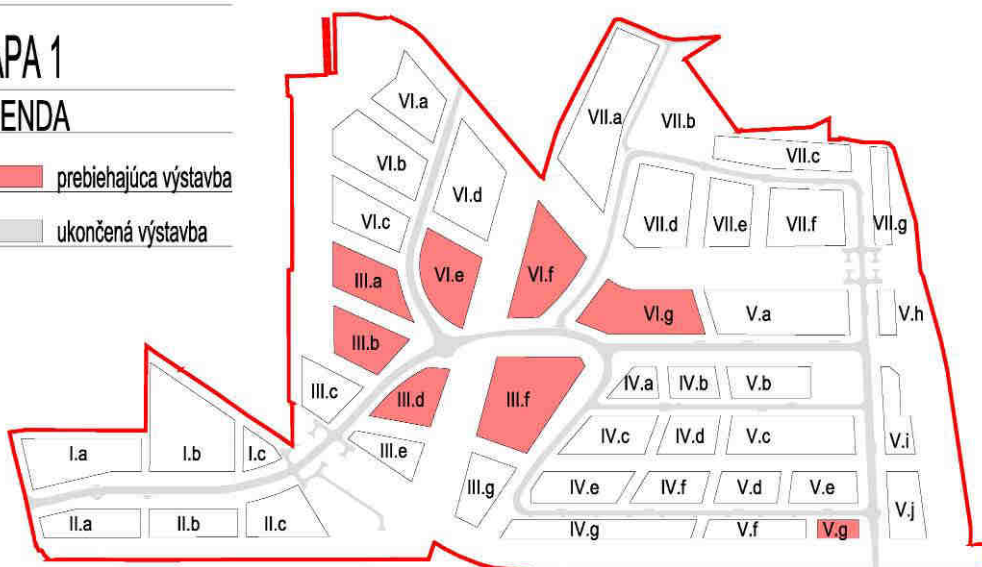 APA 1
ENDA
prebiehajúca výstavba
ukončená výstavba
VI.a
VI.b
VI.c
VI.d
VI.e
VI.f
VI.g
VII.a
VII.b
VII.c
VII.d
VII.e
VII.f
VII.g
III.a
III.b
III.c
III.d
III.e
III.f
III.g
V.a
V.h
IV.a
IV.b
V.b
IV.c
IV.d
V.c
V.i
IV.e
IV.f
V.d
V.e
V.j
IV.g
V.f
V.g
I.a
I.b
I.c
II.a
II.b
II.c